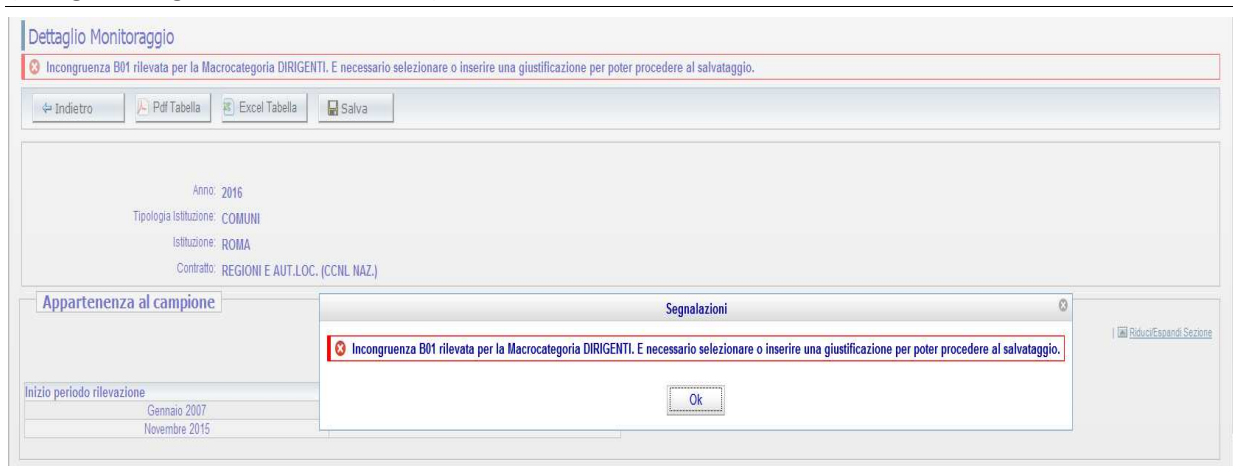 Dettaglio Monitoraggio
Incongruenza B01 rilevata per la Macrocategoria DIRIGENTI. E necessario selezionare o inserire una giustificazione per poter procedere al salvataggio.
Indietro Pdf Tabella Excel Tabella Salva
Anno: 2016
Tipologia Istituzione: COMUNI
Istituzione: ROMA
Contratto: REGIONI E AUT.LOC. (CCNL NAZ.)
Appartenenza al campione
Segnalazioni
| Riduci/Espandi Sezione
Incongruenza B01 rilevata per la Macrocategoria DIRIGENTI. E necessario selezionare o inserire una giustificazione per poter procedere al salvataggio.
Ok
Inizio periodo rilevazione
Gennaio 2007
Novembre 2015